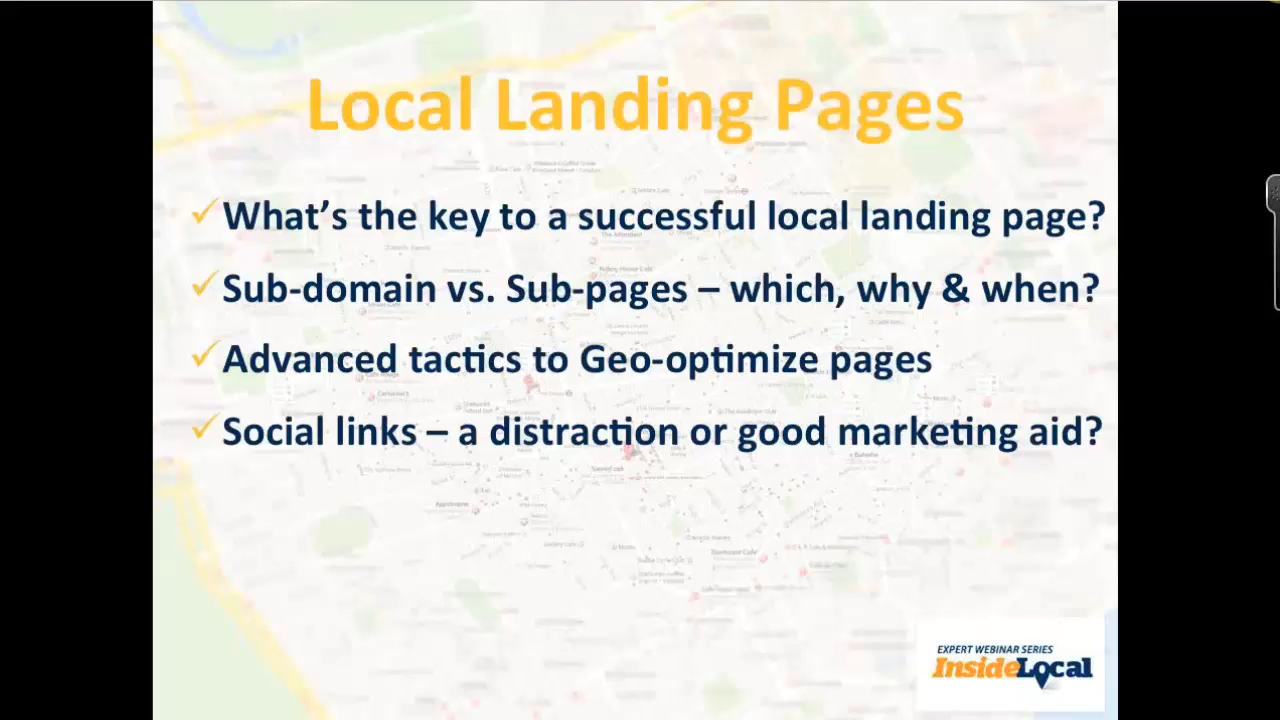 Local Landing Pages
What's the key to a successful local landing page?
Sub-domain vs. Sub-pages – which, why & when?
Advanced tactics to Geo-optimize pages
Social links – a distraction or good marketing aid?
EXPERT WEBINAR SERIES
InsideLocal